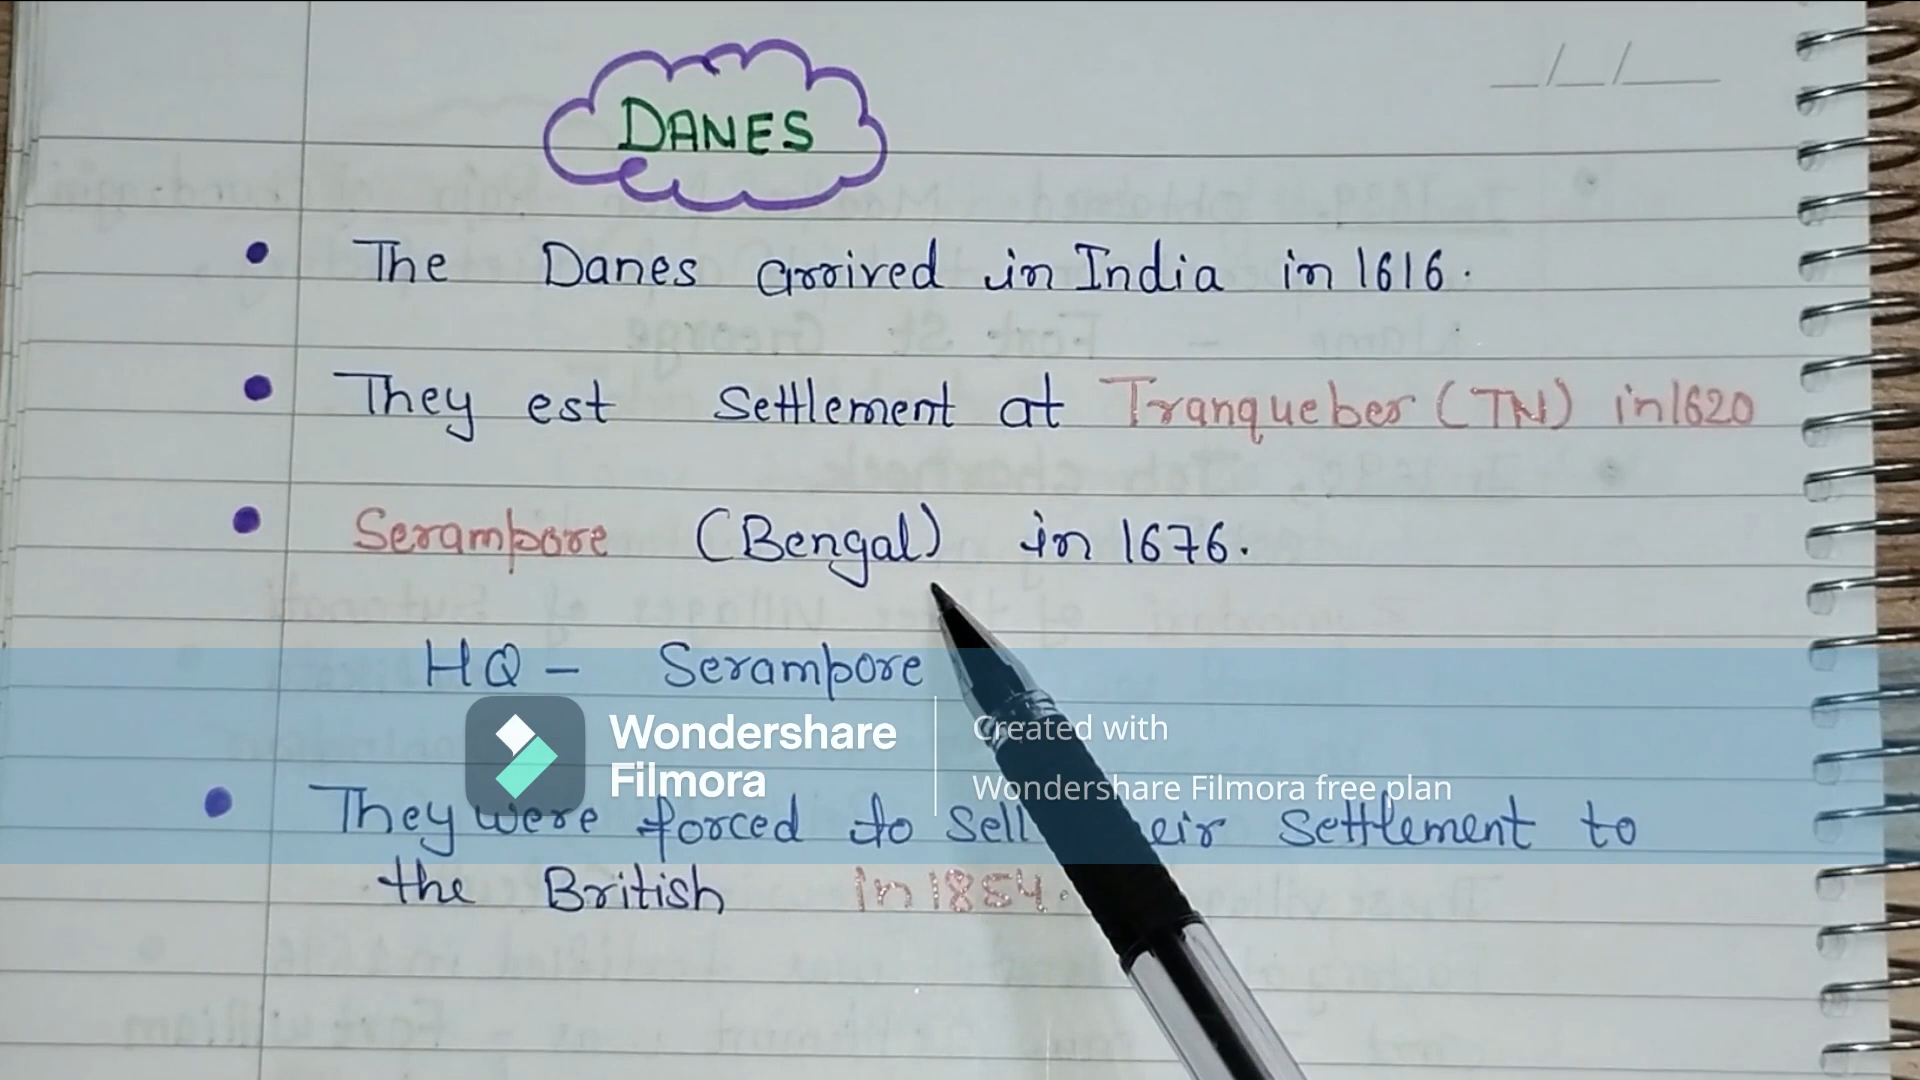 DANES
• The Danes arrived in India in 1616.
• They est settlement at Tranqueber (TN) in 1620
• Serampore (Bengal) in 1676.
HQ - Serampore
Wondershare Filmora
Created with
Wondershare Filmora free plan
• They were forced to sell eir settlement to
the British in 1854.